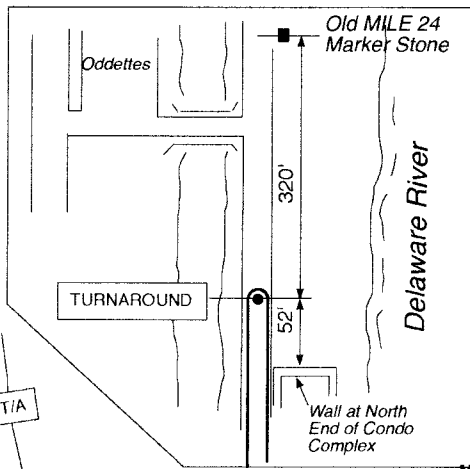 Old MILE 24
Marker Stone
Oddettes
320'
Delaware River
TURNAROUND
52'
T/A
Wall at North
End of Condo
Complex